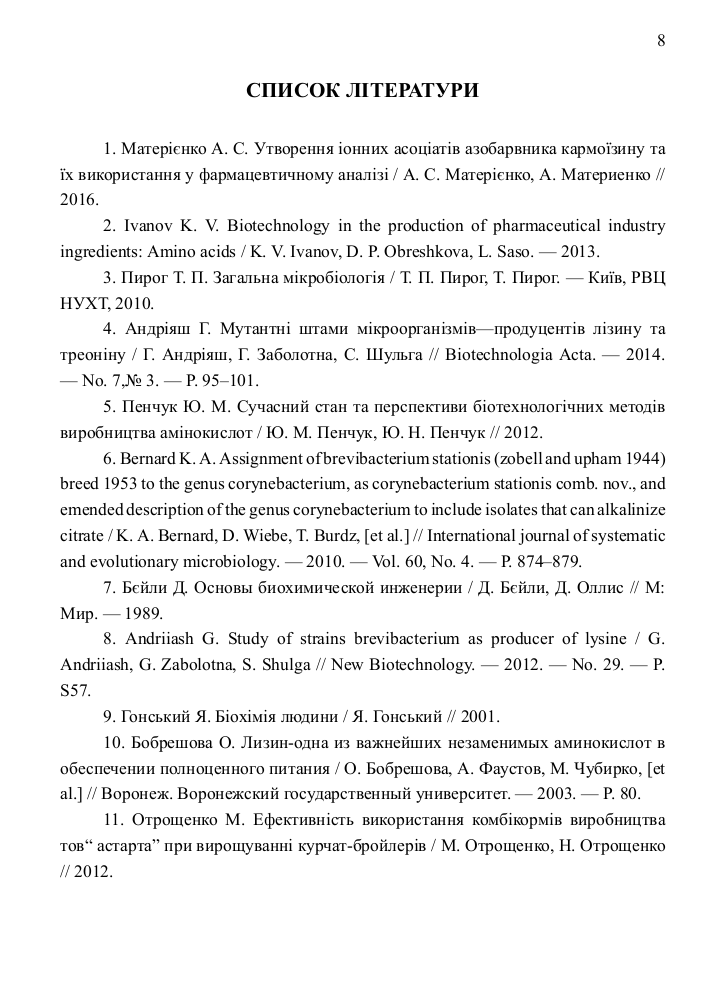 8
СПИСОК ЛІТЕРАТУРИ
1. Матерієнко А. С. Утворення іонних асоціатів азобарвника кармоїзину та
їх використання у фармацевтичному аналізі / А. С. Матерієнко, А. Материенко //
2016.
2. Ivanov K. V. Biotechnology in the production of pharmaceutical industry
ingredients: Amino acids / K. V. Ivanov, D. P. Obreshkova, L. Saso. — 2013.
3. Пирог Т. П. Загальна мікробіологія / Т. П. Пирог, Т. Пирог. — Київ, РВЦ
НУХТ, 2010.
4. Андріяш Г. Мутантні штами мікроорганізмів—продуцентів лізину та
треоніну / Г. Андріяш, Г. Заболотна, С. Шульга // Biotechnologia Acta. — 2014.
— No. 7,№ 3. — P. 95–101.
5. Пенчук Ю. М. Сучасний стан та перспективи біотехнологічних методів
виробництва амінокислот / Ю. М. Пенчук, Ю. Н. Пенчук // 2012.
6. Bernard K. A. Assignment of brevibacterium stationis (zobell and upham 1944)
breed 1953 to the genus corynebacterium, as corynebacterium stationis comb. nov., and
emended description of the genus corynebacterium to include isolates that can alkalinize
citrate / K. A. Bernard, D. Wiebe, T. Burdz, [et al.] // International journal of systematic
and evolutionary microbiology. — 2010. — Vol. 60, No. 4. — P. 874–879.
7. Бєйли Д. Основы биохимической инженерии / Д. Бєйли, Д. Оллис // М:
Мир. — 1989.
8. Andriiash G. Study of strains brevibacterium as producer of lysine / G.
Andriiash, G. Zabolotna, S. Shulga // New Biotechnology. — 2012. — No. 29. — P.
S57.
9. Гонський Я. Біохімія людини / Я. Гонський // 2001.
10. Бобрешова О. Лизин-одна из важнейших незаменимых аминокислот в
обеспечении полноценного питания / О. Бобрешова, А. Фаустов, М. Чубирко, [et
al.] // Воронеж. Воронежский государственный университет. — 2003. — P. 80.
11. Отрощенко М. Ефективність використання комбікормів виробництва
тов“ астарта” при вирощуванні курчат-бройлерів / М. Отрощенко, Н. Отрощенко
// 2012.